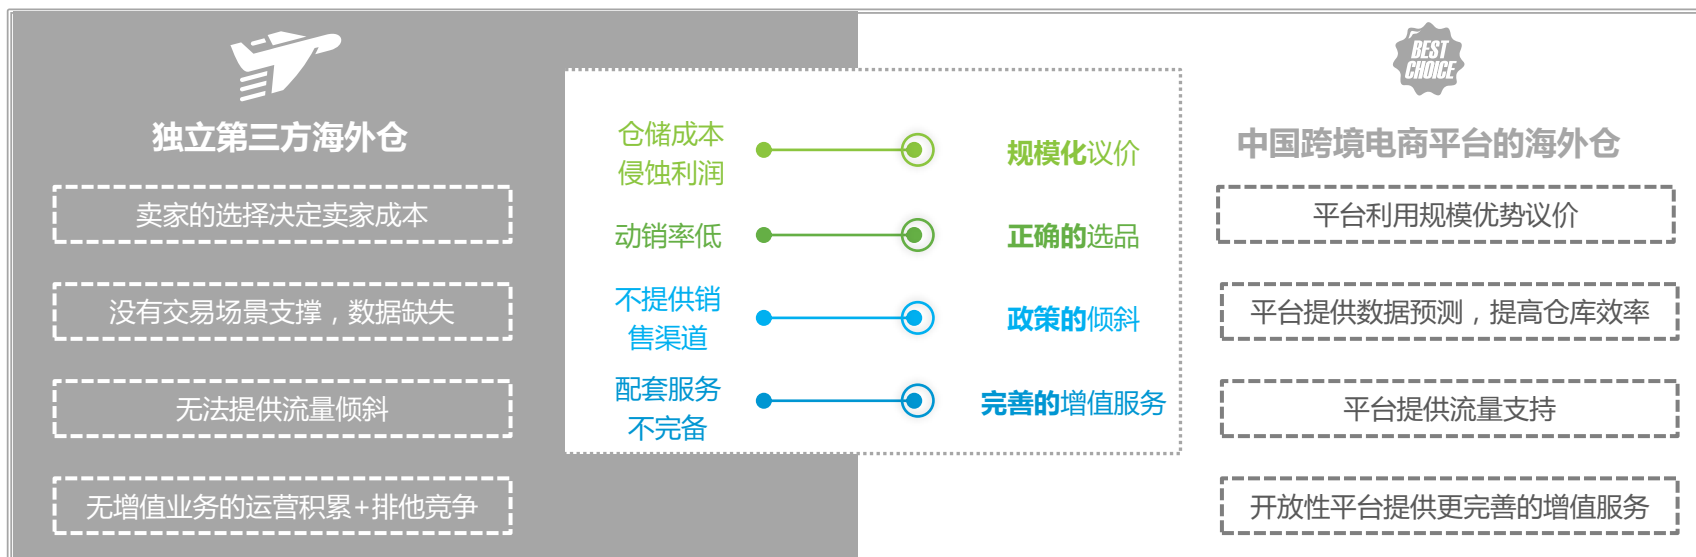 独立第三方海外仓
卖家的选择决定卖家成本
没有交易场景支撑，数据缺失
无法提供流量倾斜
无增值业务的运营积累+排他竞争
仓储成本
侵蚀利润
规模化议价
动销率低
正确的选品
不提供销
售渠道
政策的倾斜
配套服务
不完备
完善的增值服务
BEST
CHOICE
中国跨境电商平台的海外仓
平台利用规模优势议价
平台提供数据预测，提高仓库效率
平台提供流量支持
开放性平台提供更完善的增值服务